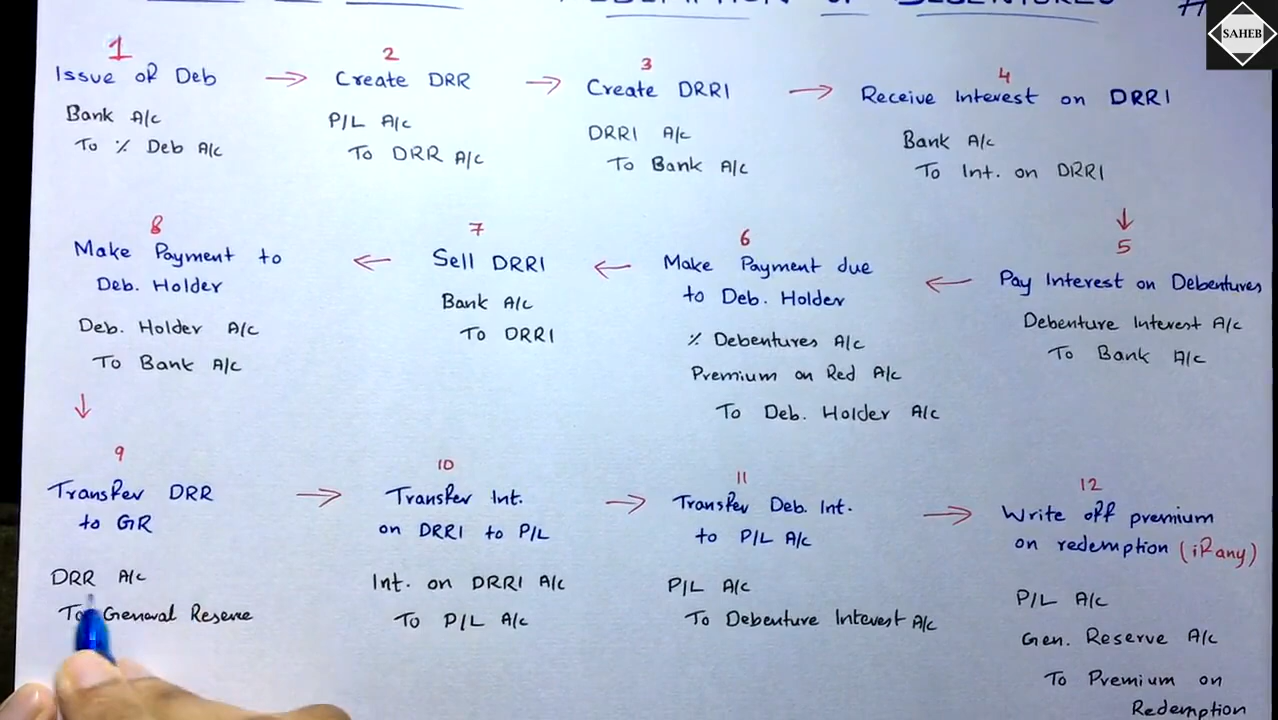 OF DEBENTURES
SAHEB
1
Issue of Deb
Bank A/c
To % Deb A/c
2
Create DRR
P/L A/c
To DRR A/c
3
Create DRRI
DRRI A/c
To Bank A/c
4
Receive Interest on DRRI
Bank A/c
To Int. on DRRI
5
Pay Interest on Debentures
Debenture Interest A/c
To Bank A/c
6
Make Payment due
to Deb. Holder
% Debentures A/c
Premium on Red A/c
To Deb. Holder A/c
7
Sell DRRI
Bank A/c
To DRRI
8
Make Payment to
Deb. Holder
Deb. Holder A/c
To Bank A/c
9
Transfer DRR
to GR
DRR A/c
To General Reserve
10
Transfer Int.
on DRRI to P/L
Int. on DRRI A/c
To P/L A/c
11
Transfer Deb. Int.
to P/L A/c
P/L A/c
To Debenture Interest A/c
12
Write off premium
on redemption (if any)
P/L A/c
Gen. Reserve A/c
To Premium on
Redemption